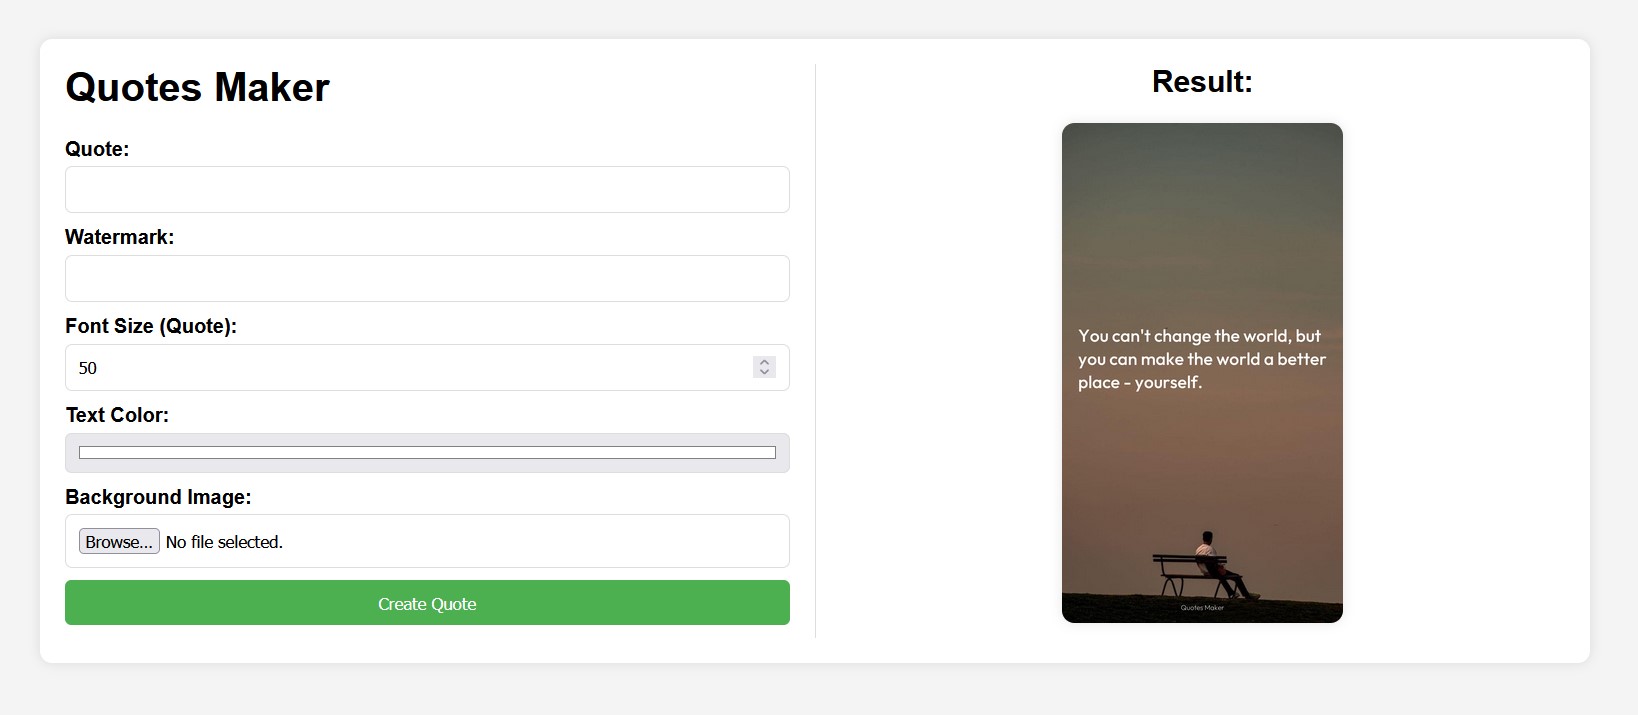 Quotes Maker
Quote:
Watermark:
Font Size (Quote):
50
Text Color:
Background Image:
Browse... No file selected.
Create Quote
Result:
You can't change the world, but
you can make the world a better
place - yourself.
Quotes Maker